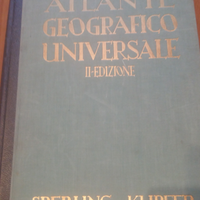 ATLANTE
GEOGRAFICO
UNIVERSALE
II-EDIZIONE
SPERLING KUPFER